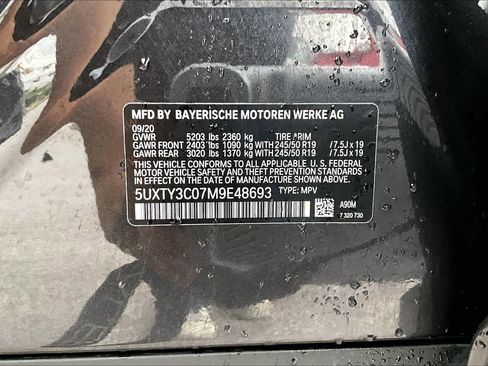 MFD BY BAYERISCHE MOTOREN WERKE AG
09/20
GVWR 5203 lbs 2360 kg TIRE *RIM
GAWR FRONT 2403 lbs 1090 kg WITH 245/50 R19 /7.5J x 19
GAWR REAR 3020 lbs 1370 kg WITH 245/50 R19 /7.5J x 19
THIS VEHICLE CONFORMS TO ALL APPLICABLE U.S. FEDERAL
MOTOR VEHICLE SAFETY, BUMPER, AND THEFT PREVENTION
STANDARDS IN EFFECT ON THE DATE OF MANUFACTURE SHOWN ABOVE.
5UXTY3C07M9E48693 TYPE: MPV
A90M
7 320 730